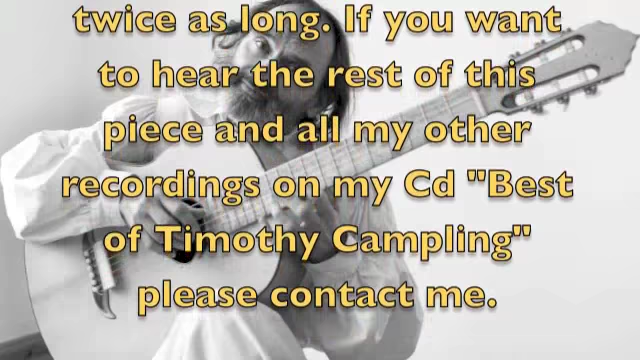 twice as long. If you want
to hear the rest of this
piece and all my other
recordings on my Cd "Best
of Timothy Campling"
please contact me.